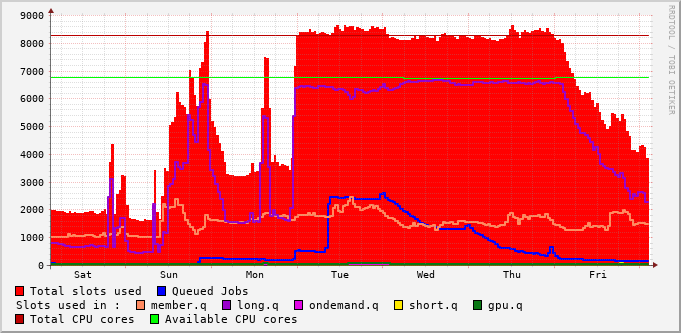 RRDTOOL / TOBI OETIKER
9000
8000
7000
6000
5000
4000
3000
2000
1000
0
Sat Sun Mon Tue Wed Thu Fri
Total slots used Queued Jobs
Slots used in : member.q long.q ondemand.q short.q gpu.q
Total CPU cores Available CPU cores